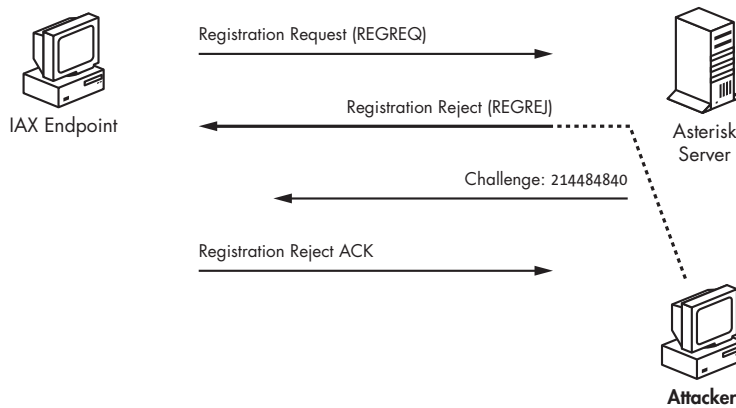 Registration Request (REGREQ)
IAX Endpoint
Registration Reject (REGREJ)
Asterisk
Server
Challenge: 214484840
Registration Reject ACK
Attacker